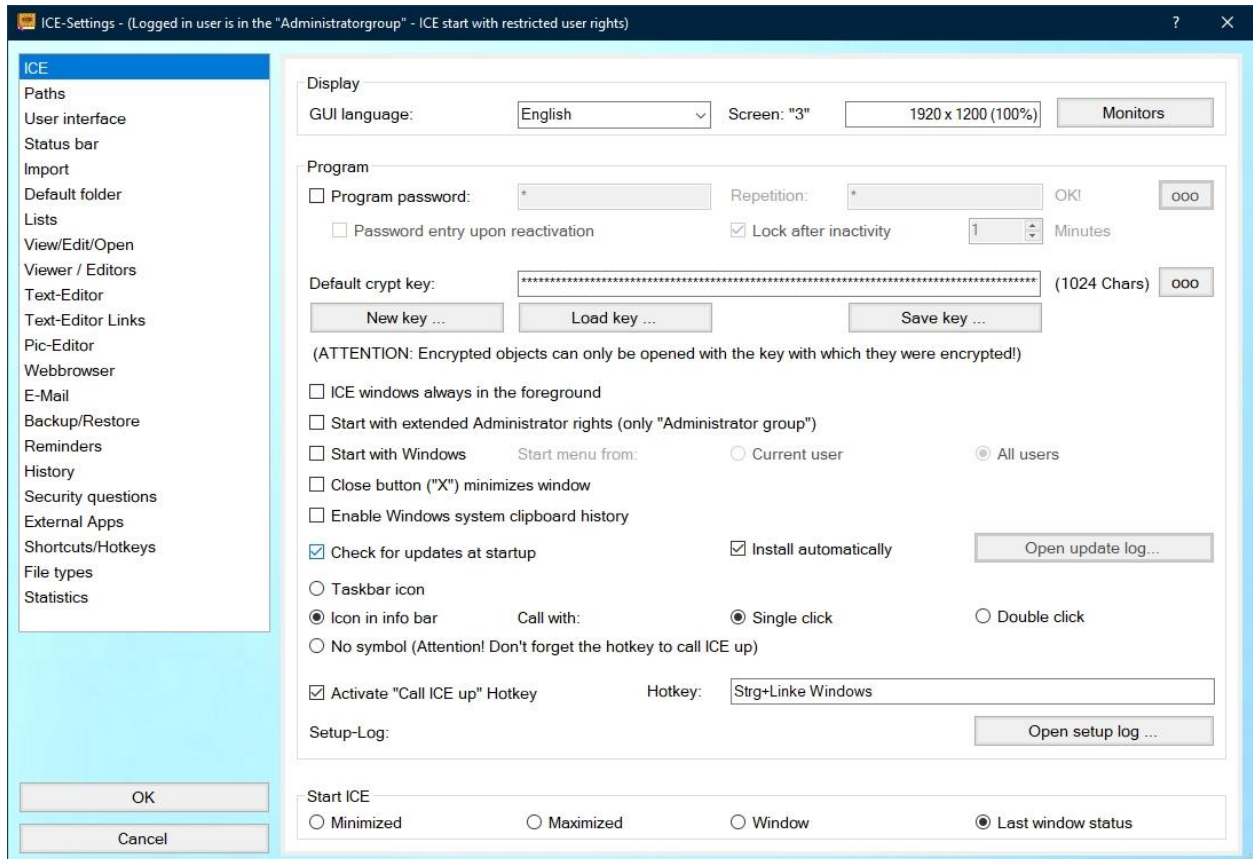 ICE-Settings - (Logged in user is in the "Administratorgroup" - ICE start with restricted user rights) ? X
ICE
Paths
User interface
Status bar
Import
Default folder
Lists
View/Edit/Open
Viewer / Editors
Text-Editor
Text-Editor Links
Pic-Editor
Webbrowser
E-Mail
Backup/Restore
Reminders
History
Security questions
External Apps
Shortcuts/Hotkeys
File types
Statistics
OK
Cancel
Display
GUI language: English Screen: "3" 1920 x 1200 (100%) Monitors
Program
Program password: * Repetition: * OK! ooo
Password entry upon reactivation Lock after inactivity 1 Minutes
Default crypt key: ****************************************************************************************** (1024 Chars) ooo
New key ... Load key ... Save key ...
(ATTENTION: Encrypted objects can only be opened with the key with which they were encrypted!)
ICE windows always in the foreground
Start with extended Administrator rights (only "Administrator group")
Start with Windows Start menu from: Current user All users
Close button ("X") minimizes window
Enable Windows system clipboard history
Check for updates at startup Install automatically Open update log...
Taskbar icon
Icon in info bar Call with: Single click Double click
No symbol (Attention! Don't forget the hotkey to call ICE up)
Activate "Call ICE up" Hotkey Hotkey: Strg+Linke Windows
Setup-Log: Open setup log ...
Start ICE
Minimized Maximized Window Last window status